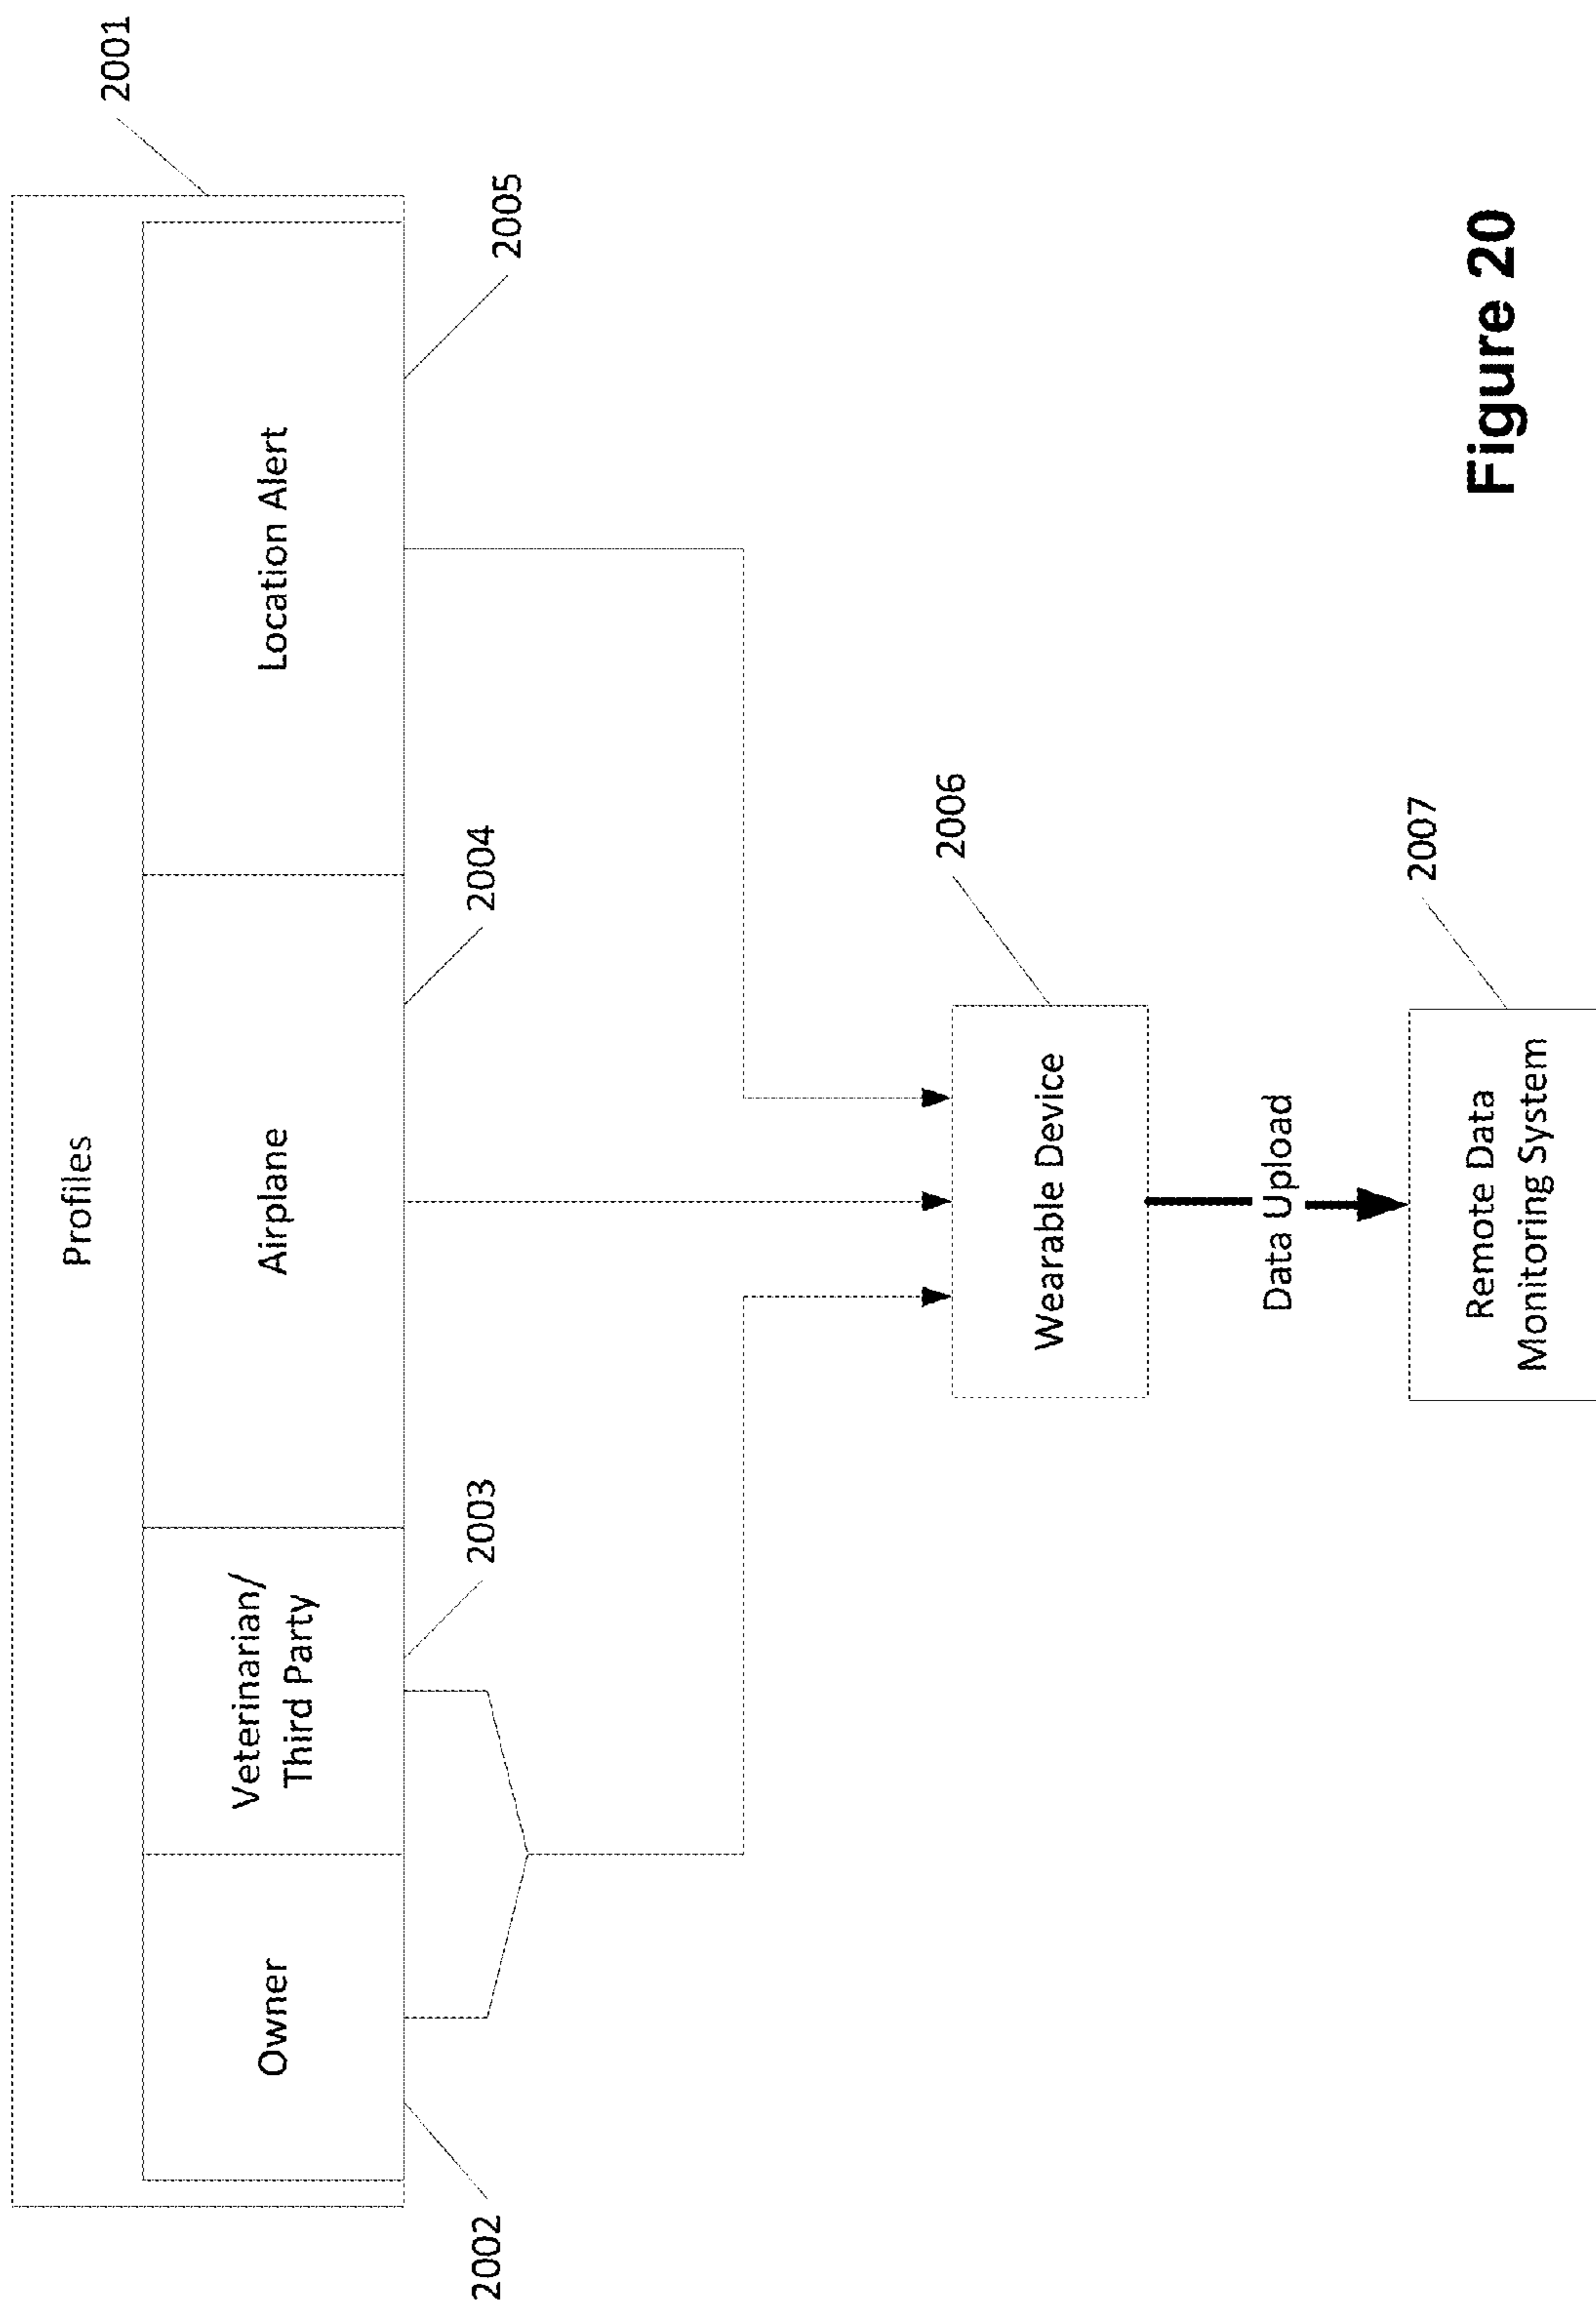 Profiles
2001
Owner
Veterinarian/
Third Party
Airplane
Location Alert
2002
2003
2004
2005
Wearable Device
2006
Data Upload
Remote Data
Monitoring System
2007
Figure 20